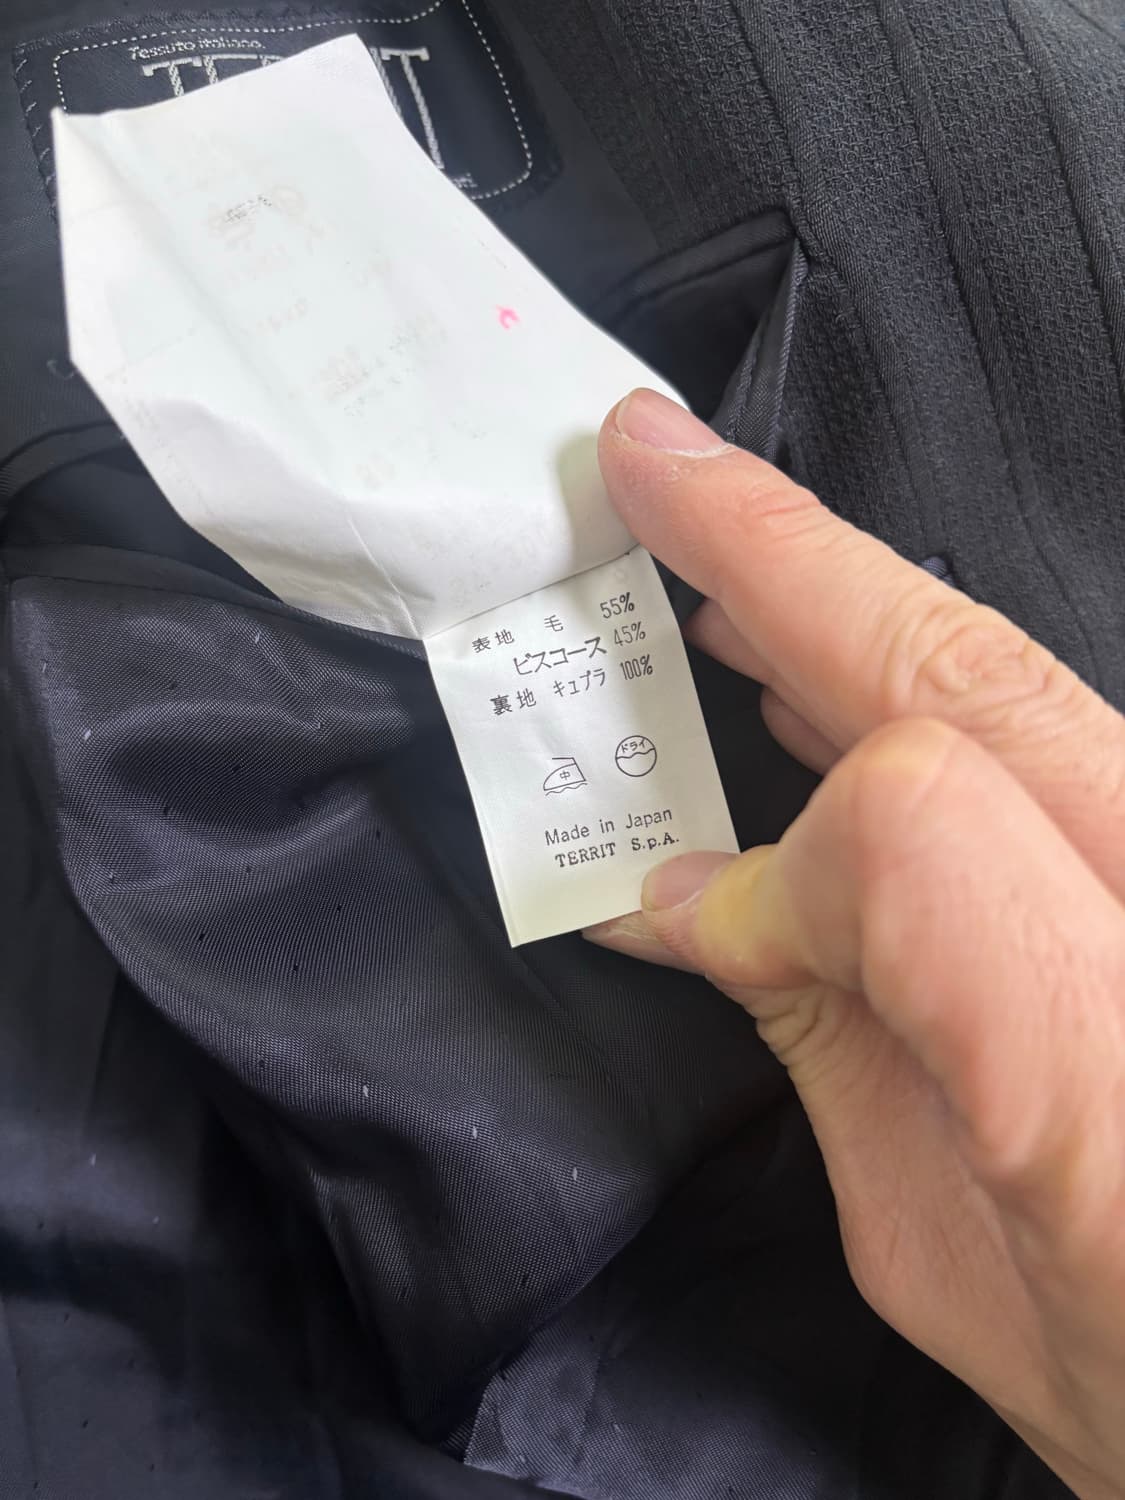 Tessuto italiano.
表地 毛 55%
ビスコース 45%
裏地 キュプラ 100%
中
ドライ
Made in Japan
TERRIT S.p.A.